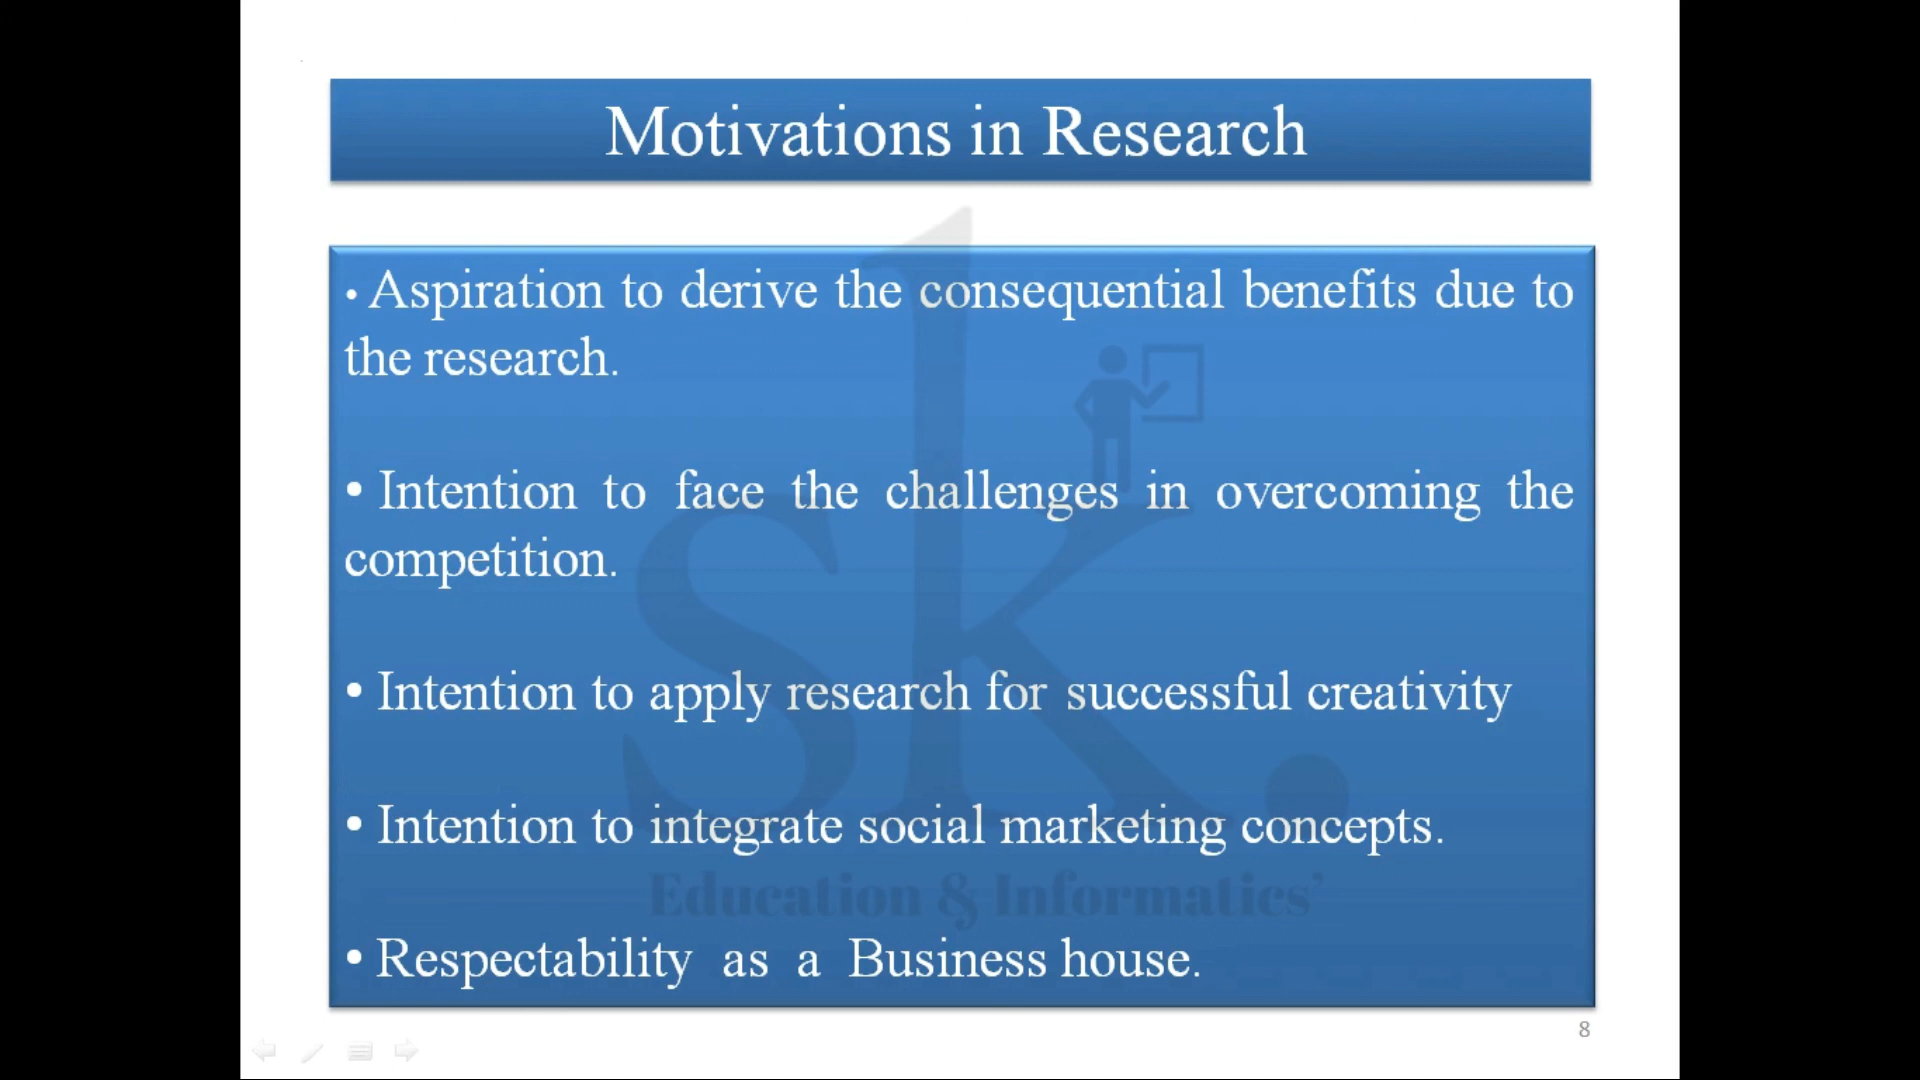 Motivations in Research
• Aspiration to derive the consequential benefits due to
the research.
• Intention to face the challenges in overcoming the
competition.
• Intention to apply research for successful creativity
• Intention to integrate social marketing concepts.
• Respectability as a Business house.
sk.
Education & Informatics'
8